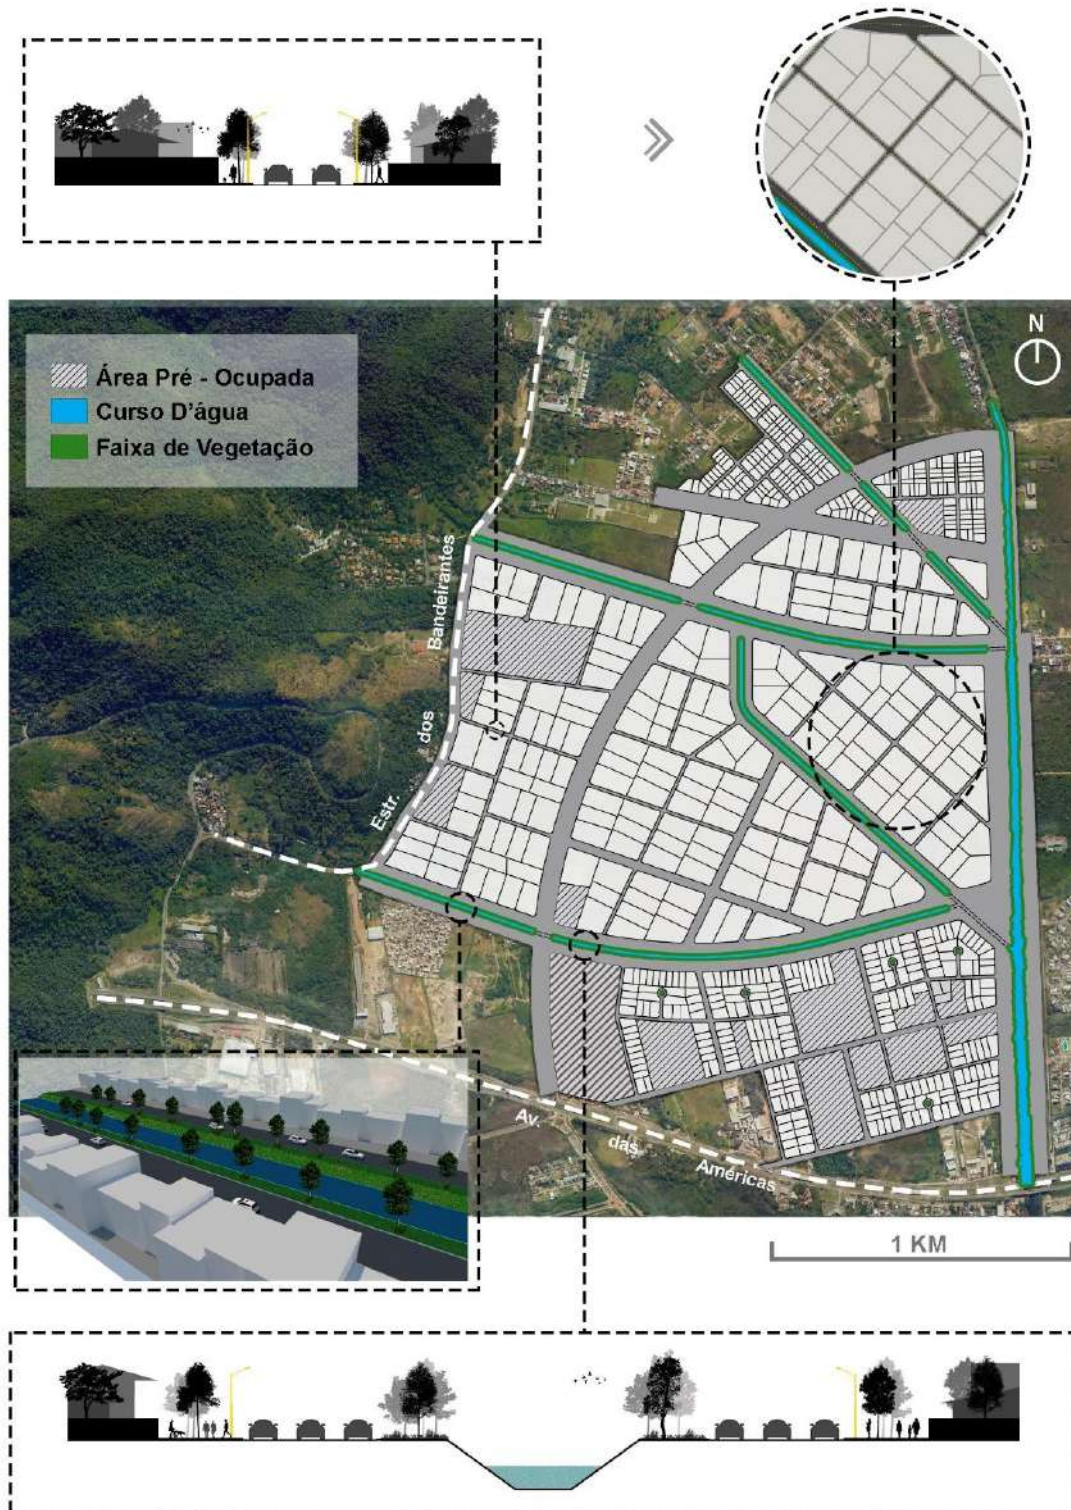 N
Área Pré - Ocupada
Curso D'água
Faixa de Vegetação
Estr. dos Bandeirantes
Av. das Américas
1 KM